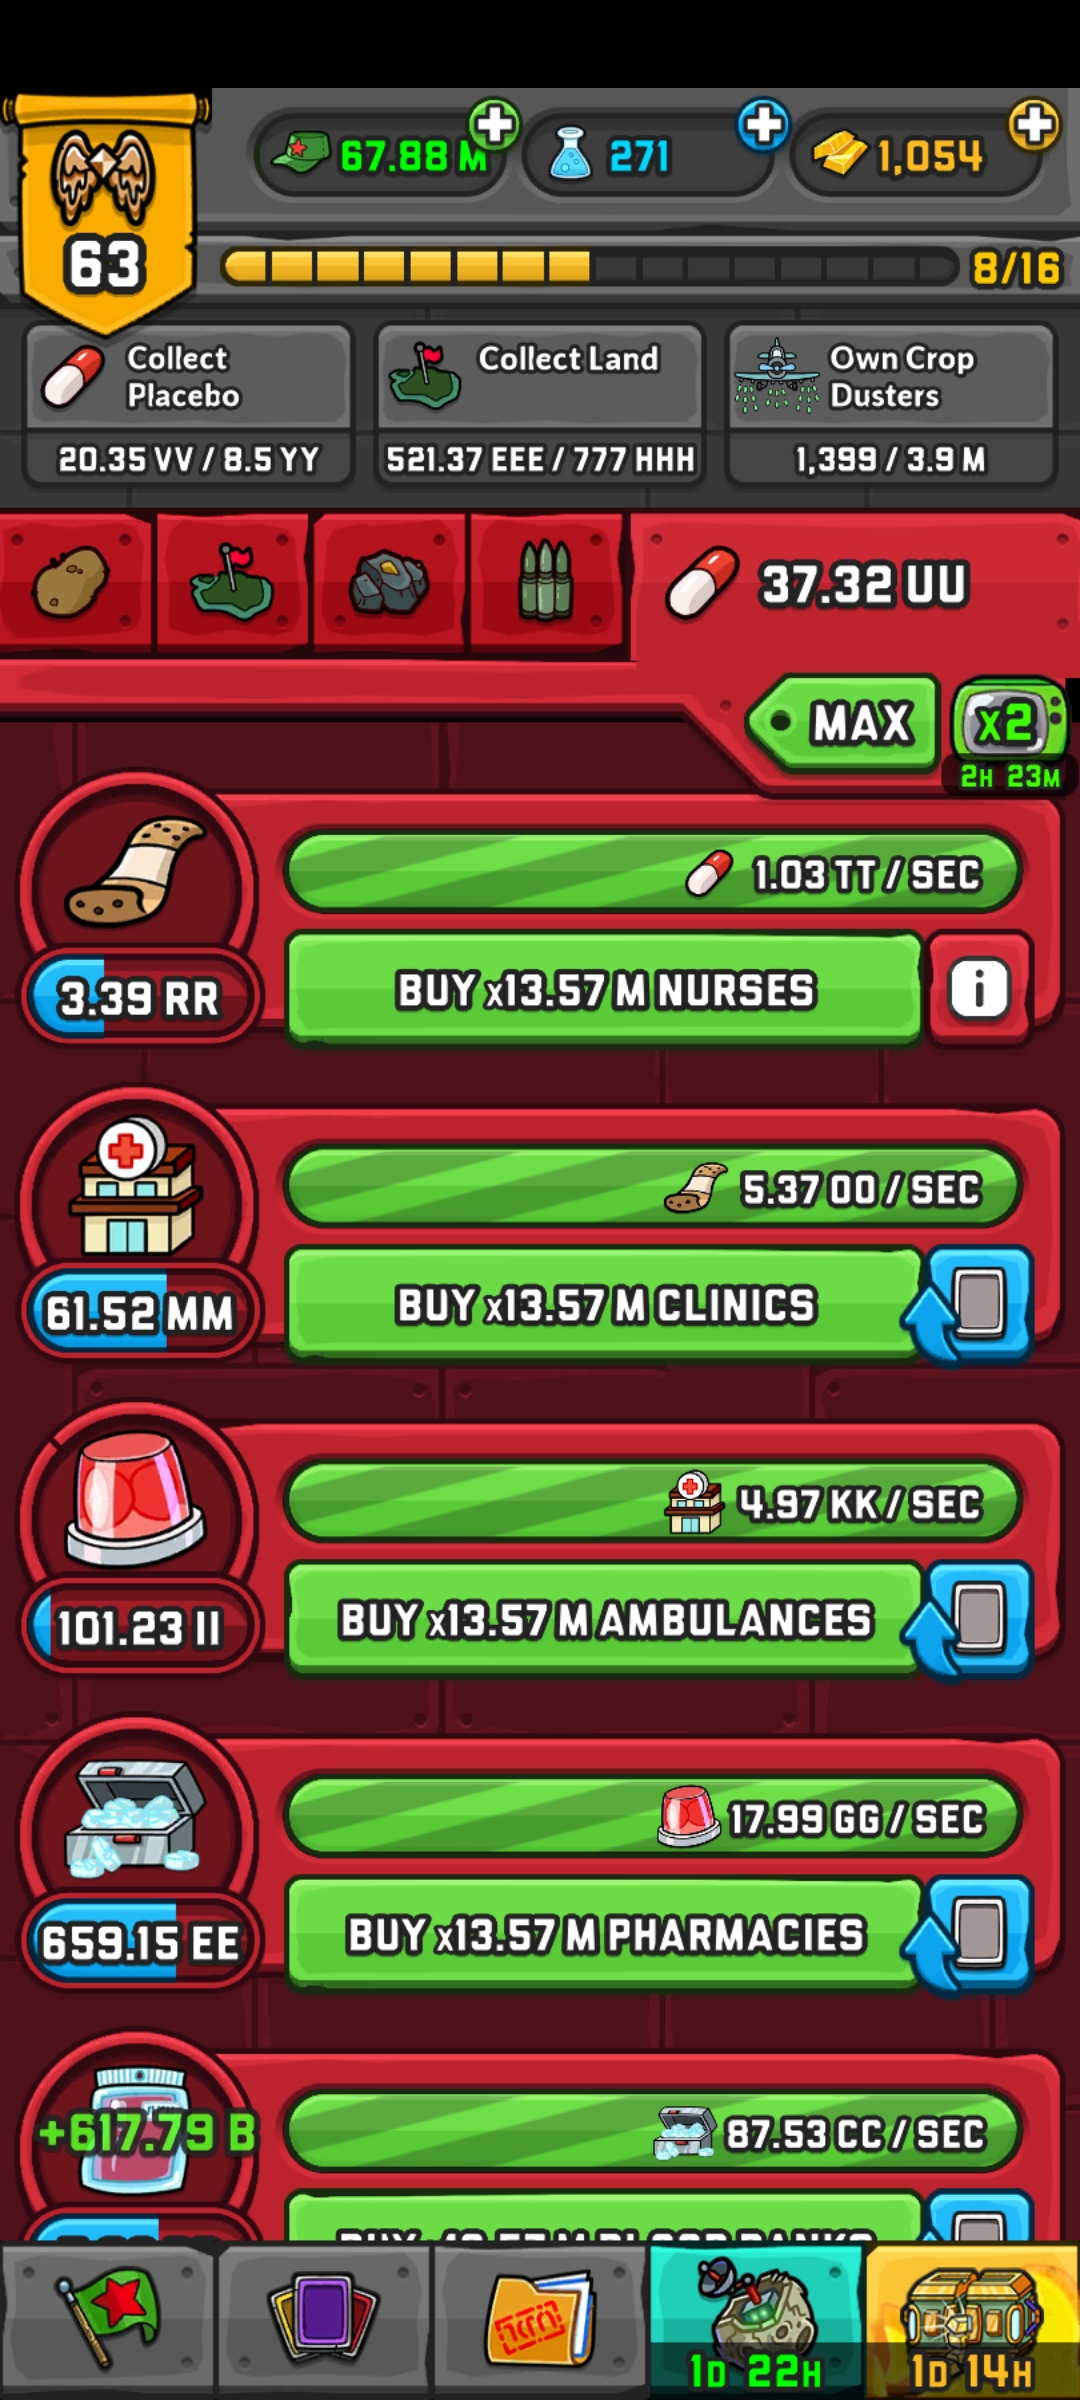 67.88 M
271
1,054
63
8/16
Collect
Placebo
20.35 VV / 8.5 YY
Collect Land
521.37 EEE / 777 HHH
Own Crop
Dusters
1,399 / 3.9 M
37.32 UU
MAX
x2
2H 23M
1.03 TT / SEC
3.39 RR
BUY x13.57 M NURSES
i
5.37 OO / SEC
61.52 MM
BUY x13.57 M CLINICS
4.97 KK / SEC
101.23 II
BUY x13.57 M AMBULANCES
17.99 GG / SEC
659.15 EE
BUY x13.57 M PHARMACIES
+617.79 B
87.53 CC / SEC
1D 22H
1D 14H